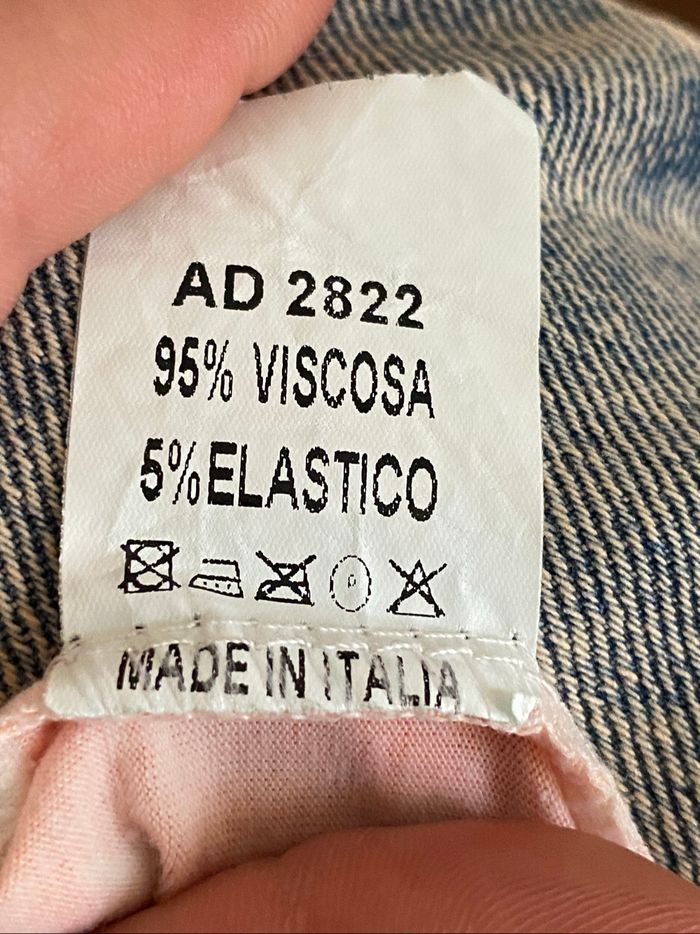 AD 2822
95% VISCOSA
5% ELASTICO
P
MADE IN ITALIA